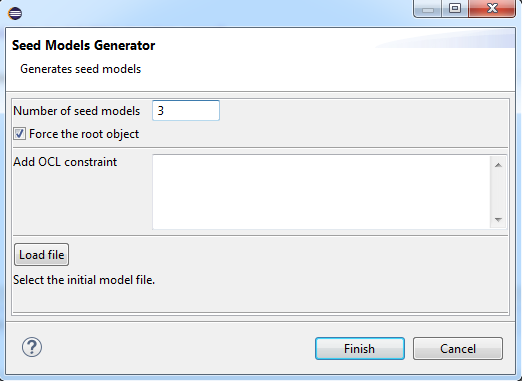 Seed Models Generator
Generates seed models
Number of seed models 3
Force the root object
Add OCL constraint
Load file
Select the initial model file.
? Finish Cancel